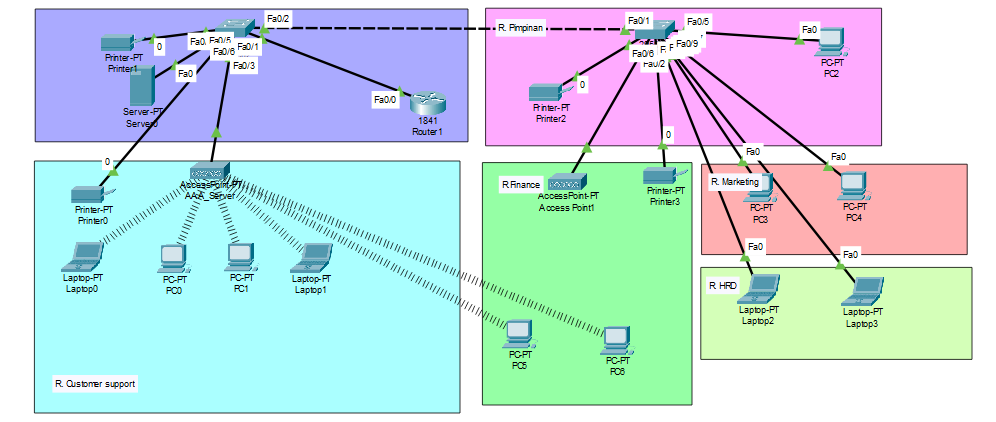 Fa0/2
R. Pimpinan
Fa0/1
Fa0/5
Fa0
PC-PT
PC2
Printer-PT
Printer1
0
Fa0/5
Fa0/6
Fa0/1
Fa0/3
Fa0
Server-PT
Server0
Fa0/0
1841
Router1
Fa0/6
Fa0/9
Fa0/2
0
Printer-PT
Printer2
0
Printer-PT
Printer0
AccessPoint-PT
AAA_Server
R.Finance
AccessPoint-PT
Access Point1
0
Printer-PT
Printer3
Fa0
R. Marketing
PC-PT
PC3
Fa0
PC-PT
PC4
Laptop-PT
Laptop0
PC-PT
PC0
PC-PT
PC1
Laptop-PT
Laptop1
Fa0
R. HRD
Laptop-PT
Laptop2
Fa0
Laptop-PT
Laptop3
PC-PT
PC5
PC-PT
PC6
R. Customer support